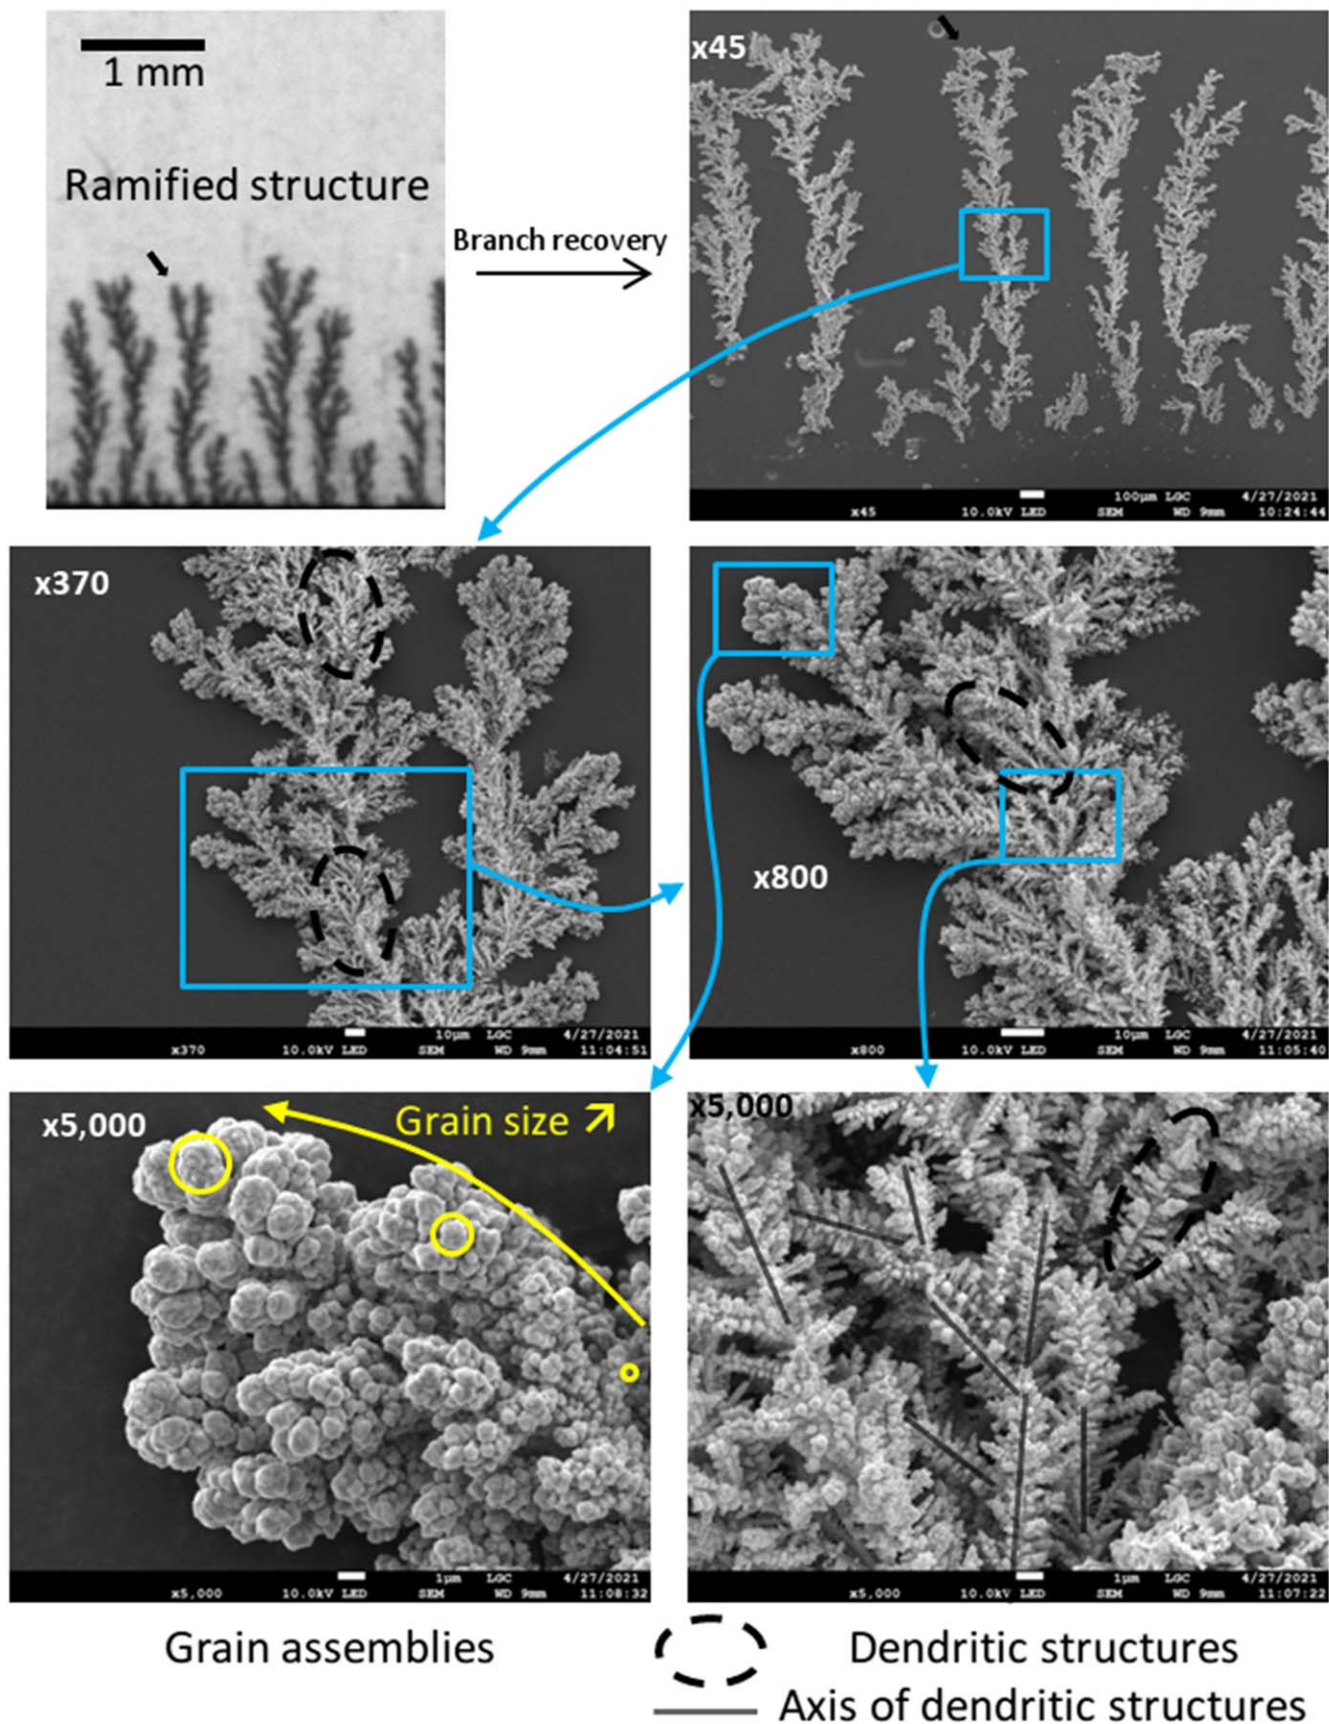 1 mm
Ramified structure
Branch recovery
x45
100μm LGC 4/27/2021
x45 10.0kV LED SEM WD 9mm 10:24:44
x370
10μm LGC 4/27/2021
x370 10.0kV LED SEM WD 9mm 11:04:51
x800
10μm LGC 4/27/2021
x800 10.0kV LED SEM WD 9mm 11:05:40
x5,000
Grain size ↗
1μm LGC 4/27/2021
x5,000 10.0kV LED SEM WD 9mm 11:08:32
x5,000
1μm LGC 4/27/2021
x5,000 10.0kV LED SEM WD 9mm 11:07:22
Grain assemblies
Dendritic structures
Axis of dendritic structures